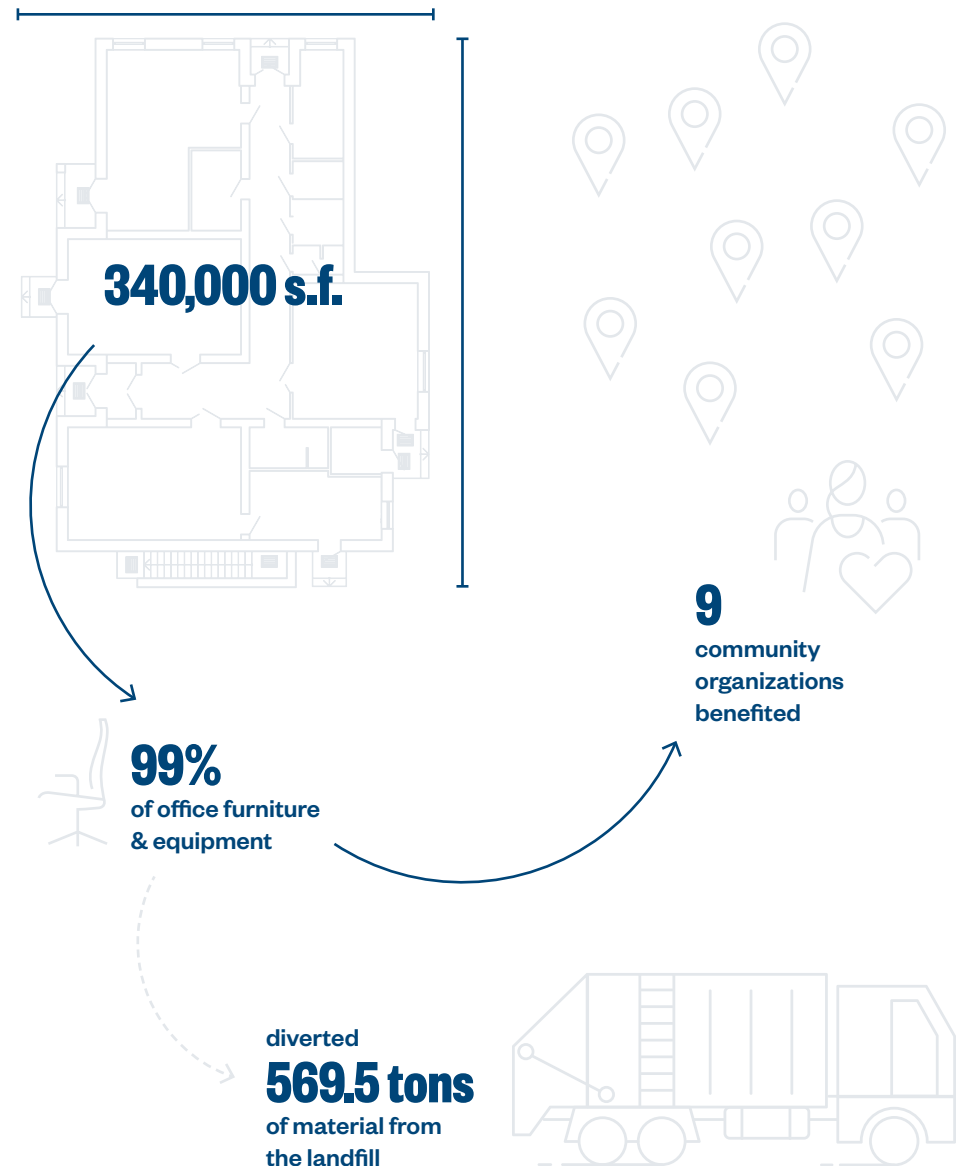 340,000 s.f.
99%
of office furniture
& equipment
9
community
organizations
benefited
diverted
569.5 tons
of material from
the landfill